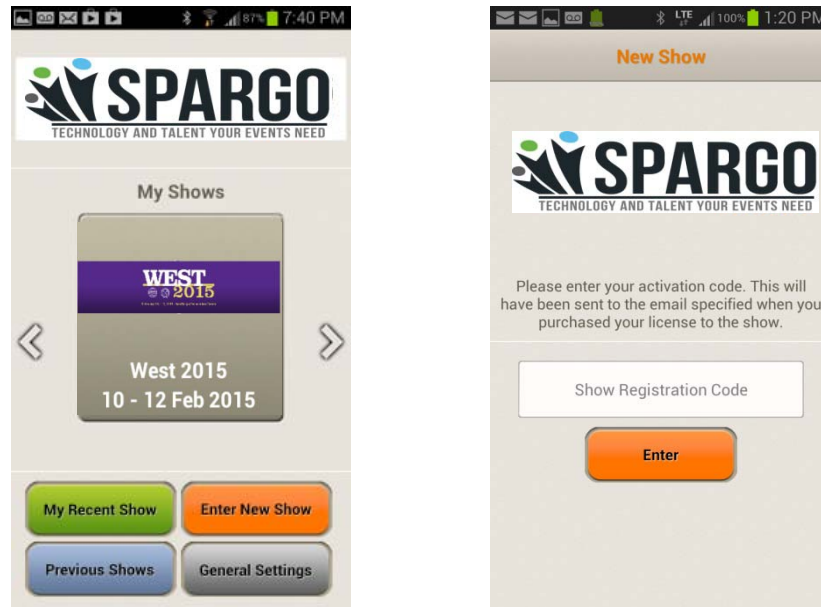 87% 7:40 PM
SPARGO
TECHNOLOGY AND TALENT YOUR EVENTS NEED
My Shows
WEST
2015
West 2015
10 - 12 Feb 2015
My Recent Show
Enter New Show
Previous Shows
General Settings
LTE 100% 1:20 PM
New Show
SPARGO
TECHNOLOGY AND TALENT YOUR EVENTS NEED
Please enter your activation code. This will
have been sent to the email specified when you
purchased your license to the show.
Show Registration Code
Enter